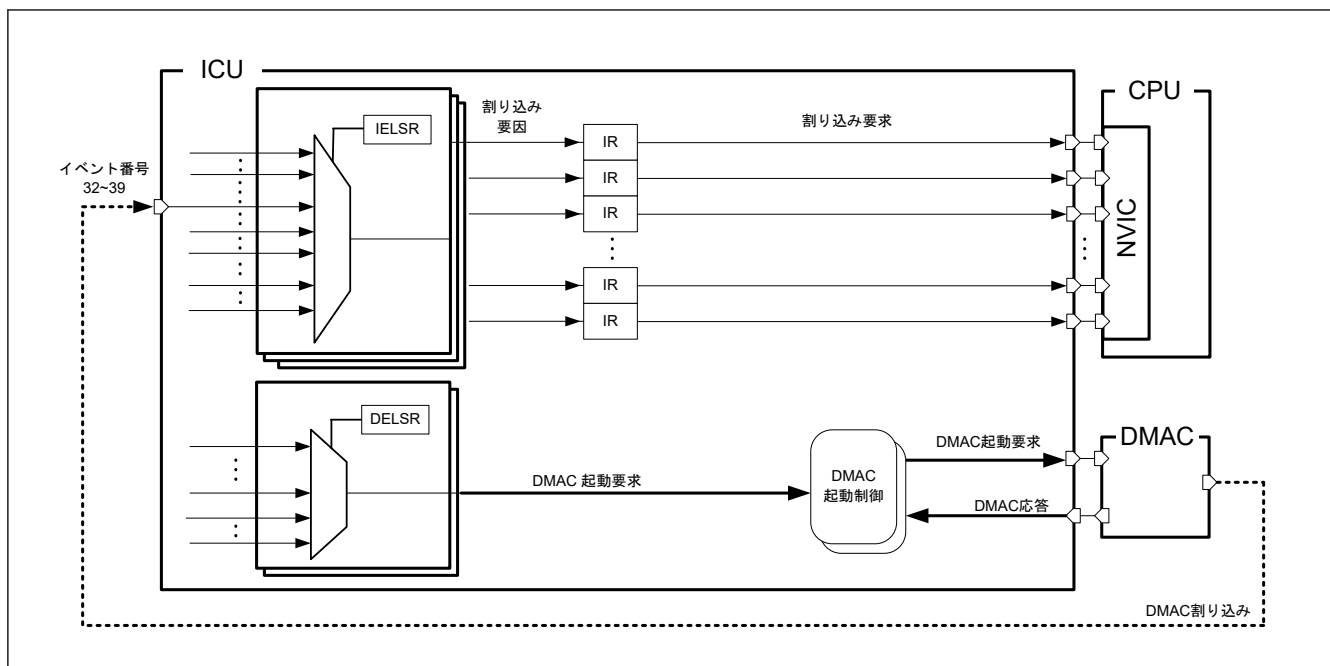 ICU
CPU
IELSR
割り込み
要因
割り込み要求
イベント番号
32~39
IR
IR
IR
IR
IR
NVIC
DELSR
DMAC 起動要求
DMAC
起動制御
DMAC起動要求
DMAC応答
DMAC
DMAC割り込み